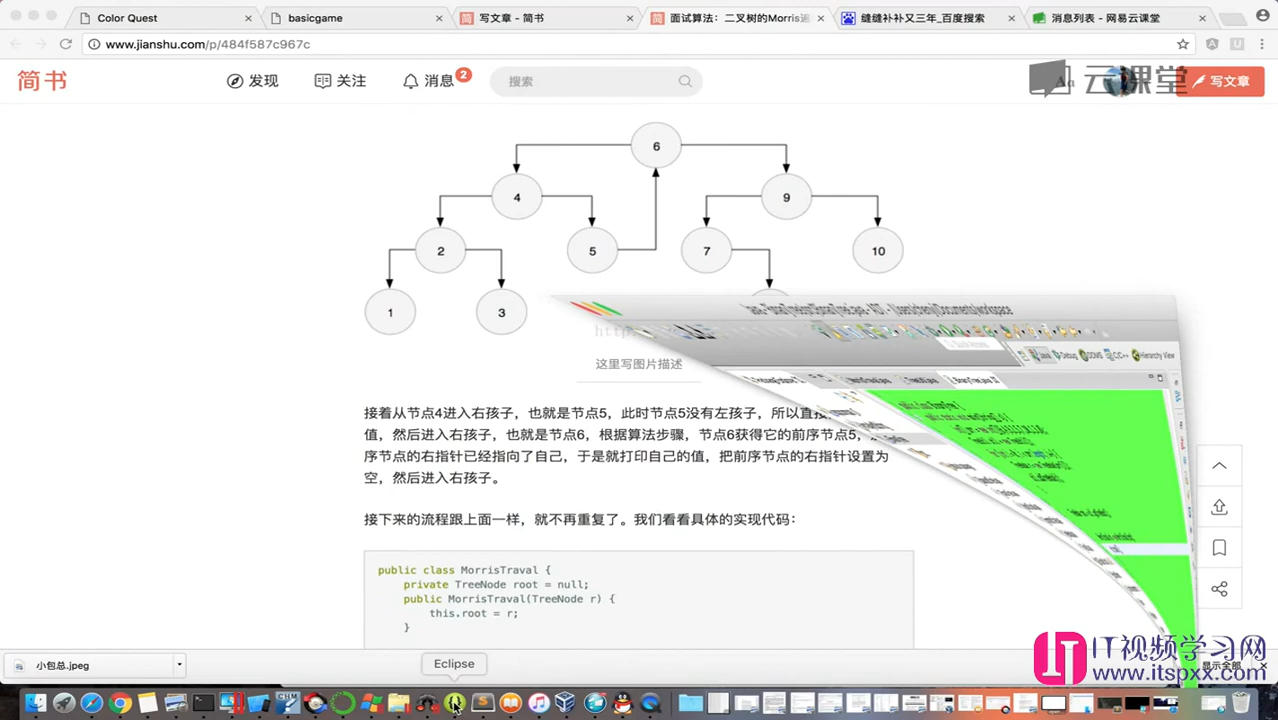 Color Quest
basicgame
写文章 - 简书
面试算法：二叉树的Morris遍
缝缝补补又三年_百度搜索
消息列表 - 网易云课堂
www.jianshu.com/p/484f587c967c
简书
发现
关注
消息
2
搜索
Aa
云课堂
写文章
6
4
9
2
5
7
10
1
3
这里写图片描述
接着从节点4进入右孩子，也就是节点5，此时节点5没有左孩子，所以直接
值，然后进入右孩子，也就是节点6，根据算法步骤，节点6获得它的前序节点5，
序节点的右指针已经指向了自己，于是就打印自己的值，把前序节点的右指针设置为
空，然后进入右孩子。
接下来的流程跟上面一样，就不再重复了。我们看看具体的实现代码：
public class MorrisTraval {
private TreeNode root = null;
public MorrisTraval(TreeNode r) {
this.root = r;
}
Java
Debug
DDMS
C/C++
Hierarchy View
小包总.jpeg
Eclipse
显示全部
IT视频学习网
www.itspxx.com